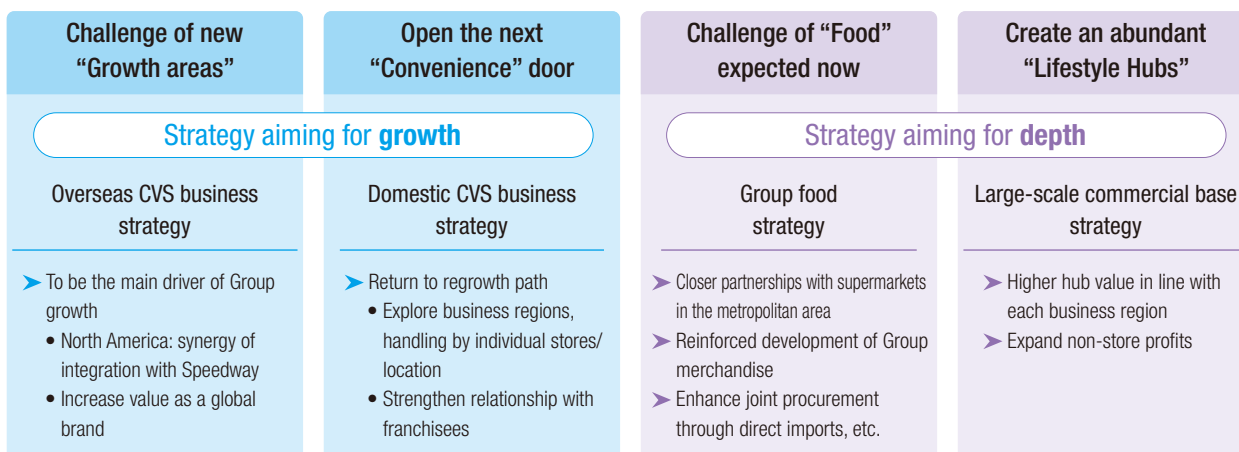 Challenge of new
“Growth areas”
Open the next
“Convenience” door
Challenge of “Food”
expected now
Create an abundant
“Lifestyle Hubs”
Strategy aiming for growth
Strategy aiming for depth
Overseas CVS business
strategy
➤ To be the main driver of Group
growth
• North America: synergy of
integration with Speedway
• Increase value as a global
brand
Domestic CVS business
strategy
➤ Return to regrowth path
• Explore business regions,
handling by individual stores/
location
• Strengthen relationship with
franchisees
Group food
strategy
➤ Closer partnerships with supermarkets
in the metropolitan area
➤ Reinforced development of Group
merchandise
➤ Enhance joint procurement
through direct imports, etc.
Large-scale commercial base
strategy
➤ Higher hub value in line with
each business region
➤ Expand non-store profits